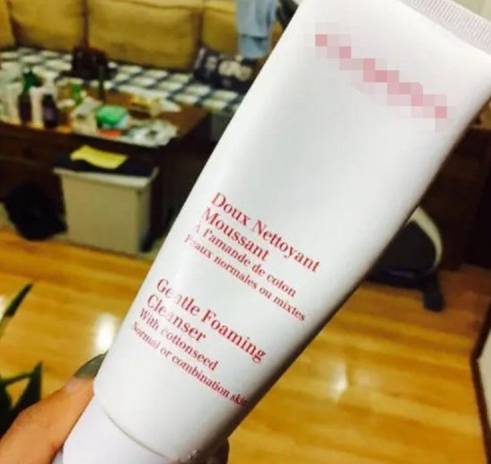 Doux Nettoyant
Moussant
A l'amande de coton
Peaux normales ou mixtes
Gentle Foaming
Cleanser
With cottonseed
Normal or combination skin